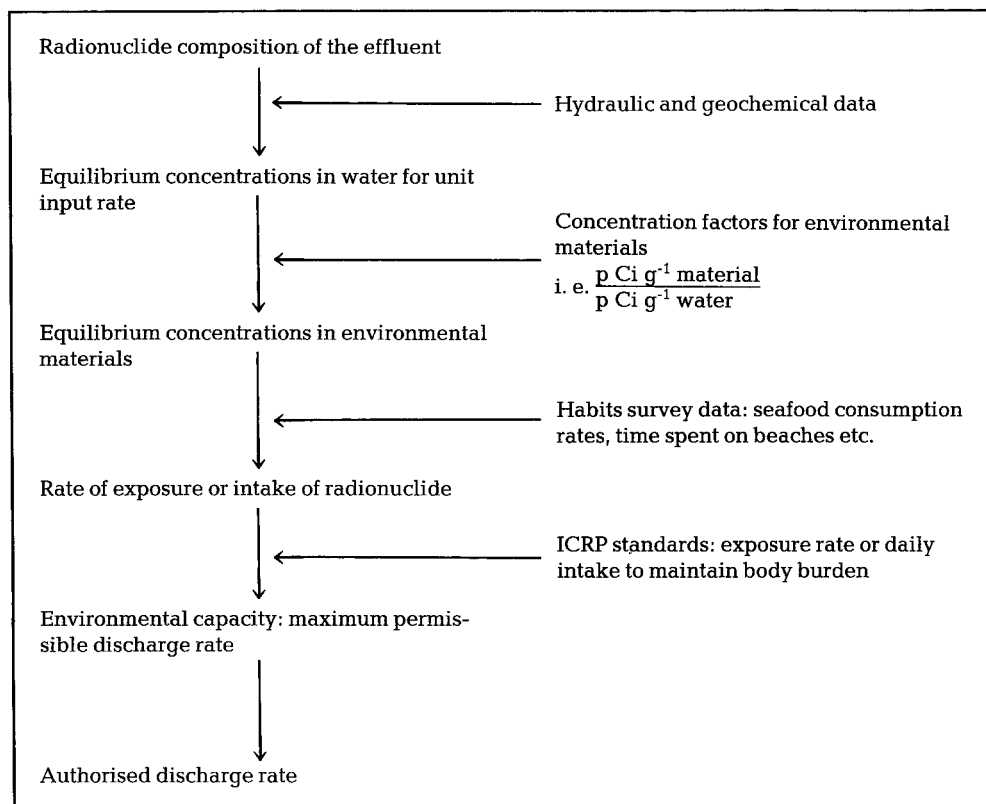 Radionuclide composition of the effluent
Hydraulic and geochemical data
Equilibrium concentrations in water for unit
input rate
Concentration factors for environmental
materials
i. e. p Ci g⁻¹ material
p Ci g⁻¹ water
Equilibrium concentrations in environmental
materials
Habits survey data: seafood consumption
rates, time spent on beaches etc.
Rate of exposure or intake of radionuclide
ICRP standards: exposure rate or daily
intake to maintain body burden
Environmental capacity: maximum permis-
sible discharge rate
Authorised discharge rate